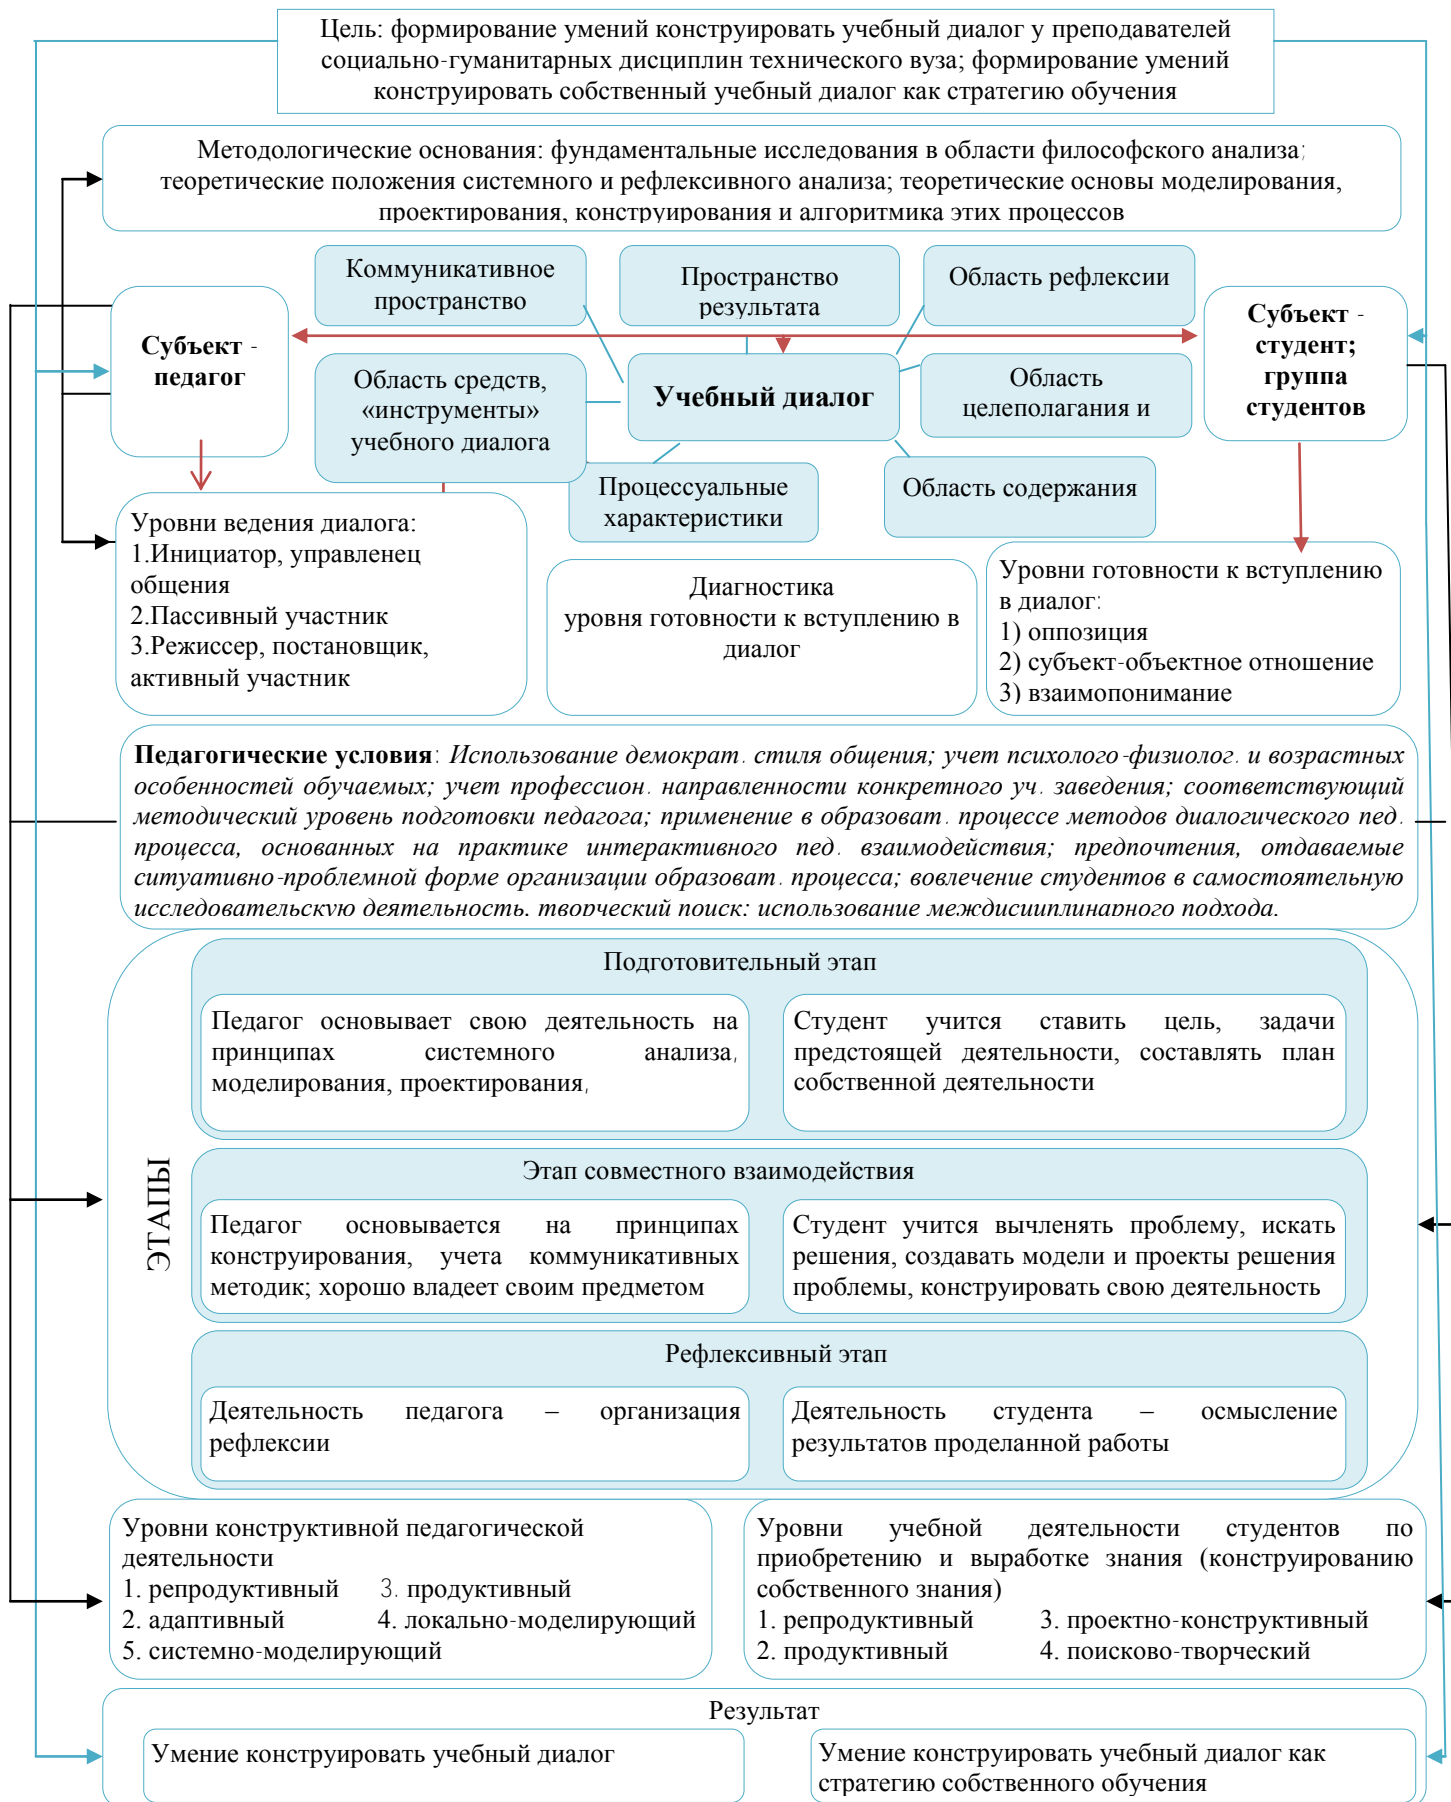 Цель: формирование умений конструировать учебный диалог у преподавателей
социально-гуманитарных дисциплин технического вуза; формирование умений
конструировать собственный учебный диалог как стратегию обучения
Методологические основания: фундаментальные исследования в области философского анализа;
теоретические положения системного и рефлексивного анализа; теоретические основы моделирования,
проектирования, конструирования и алгоритмика этих процессов
Коммуникативное
пространство
Пространство
результата
Область рефлексии
Субъект -
педагог
Субъект -
студент;
группа
студентов
Область средств,
«инструменты»
учебного диалога
Учебный диалог
Область
целеполагания и
Процессуальные
характеристики
Область содержания
Уровни ведения диалога:
1.Инициатор, управленец
общения
2.Пассивный участник
3.Режиссер, постановщик,
активный участник
Диагностика
уровня готовности к вступлению в
диалог
Уровни готовности к вступлению
в диалог:
1) оппозиция
2) субъект-объектное отношение
3) взаимопонимание
Педагогические условия: Использование демократ. стиля общения; учет психолого-физиолог. и возрастных
особенностей обучаемых; учет профессион. направленности конкретного уч. заведения; соответствующий
методический уровень подготовки педагога; применение в образоват. процессе методов диалогического пед.
процесса, основанных на практике интерактивного пед. взаимодействия; предпочтения, отдаваемые
ситуативно-проблемной форме организации образоват. процесса; вовлечение студентов в самостоятельную
исследовательскую деятельность, творческий поиск; использование междисциплинарного подхода.
ЭТАПЫ
Подготовительный этап
Педагог основывает свою деятельность на
принципах системного анализа,
моделирования, проектирования,
Студент учится ставить цель, задачи
предстоящей деятельности, составлять план
собственной деятельности
Этап совместного взаимодействия
Педагог основывается на принципах
конструирования, учета коммуникативных
методик; хорошо владеет своим предметом
Студент учится вычленять проблему, искать
решения, создавать модели и проекты решения
проблемы, конструировать свою деятельность
Рефлексивный этап
Деятельность педагога – организация
рефлексии
Деятельность студента – осмысление
результатов проделанной работы
Уровни конструктивной педагогической
деятельности
1. репродуктивный 3. продуктивный
2. адаптивный 4. локально-моделирующий
5. системно-моделирующий
Уровни учебной деятельности студентов по
приобретению и выработке знания (конструированию
собственного знания)
1. репродуктивный 3. проектно-конструктивный
2. продуктивный 4. поисково-творческий
Результат
Умение конструировать учебный диалог
Умение конструировать учебный диалог как
стратегию собственного обучения